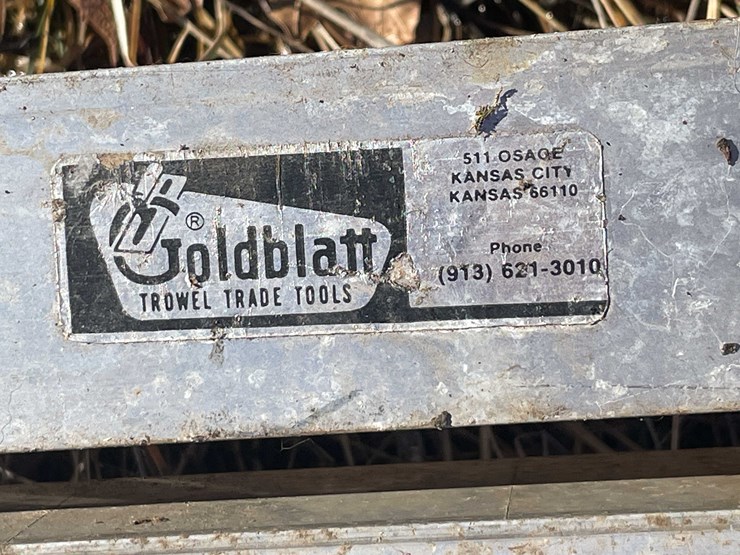 Goldblatt ®
TROWEL TRADE TOOLS
511 OSAGE
KANSAS CITY
KANSAS 66110
Phone
(913) 621-3010